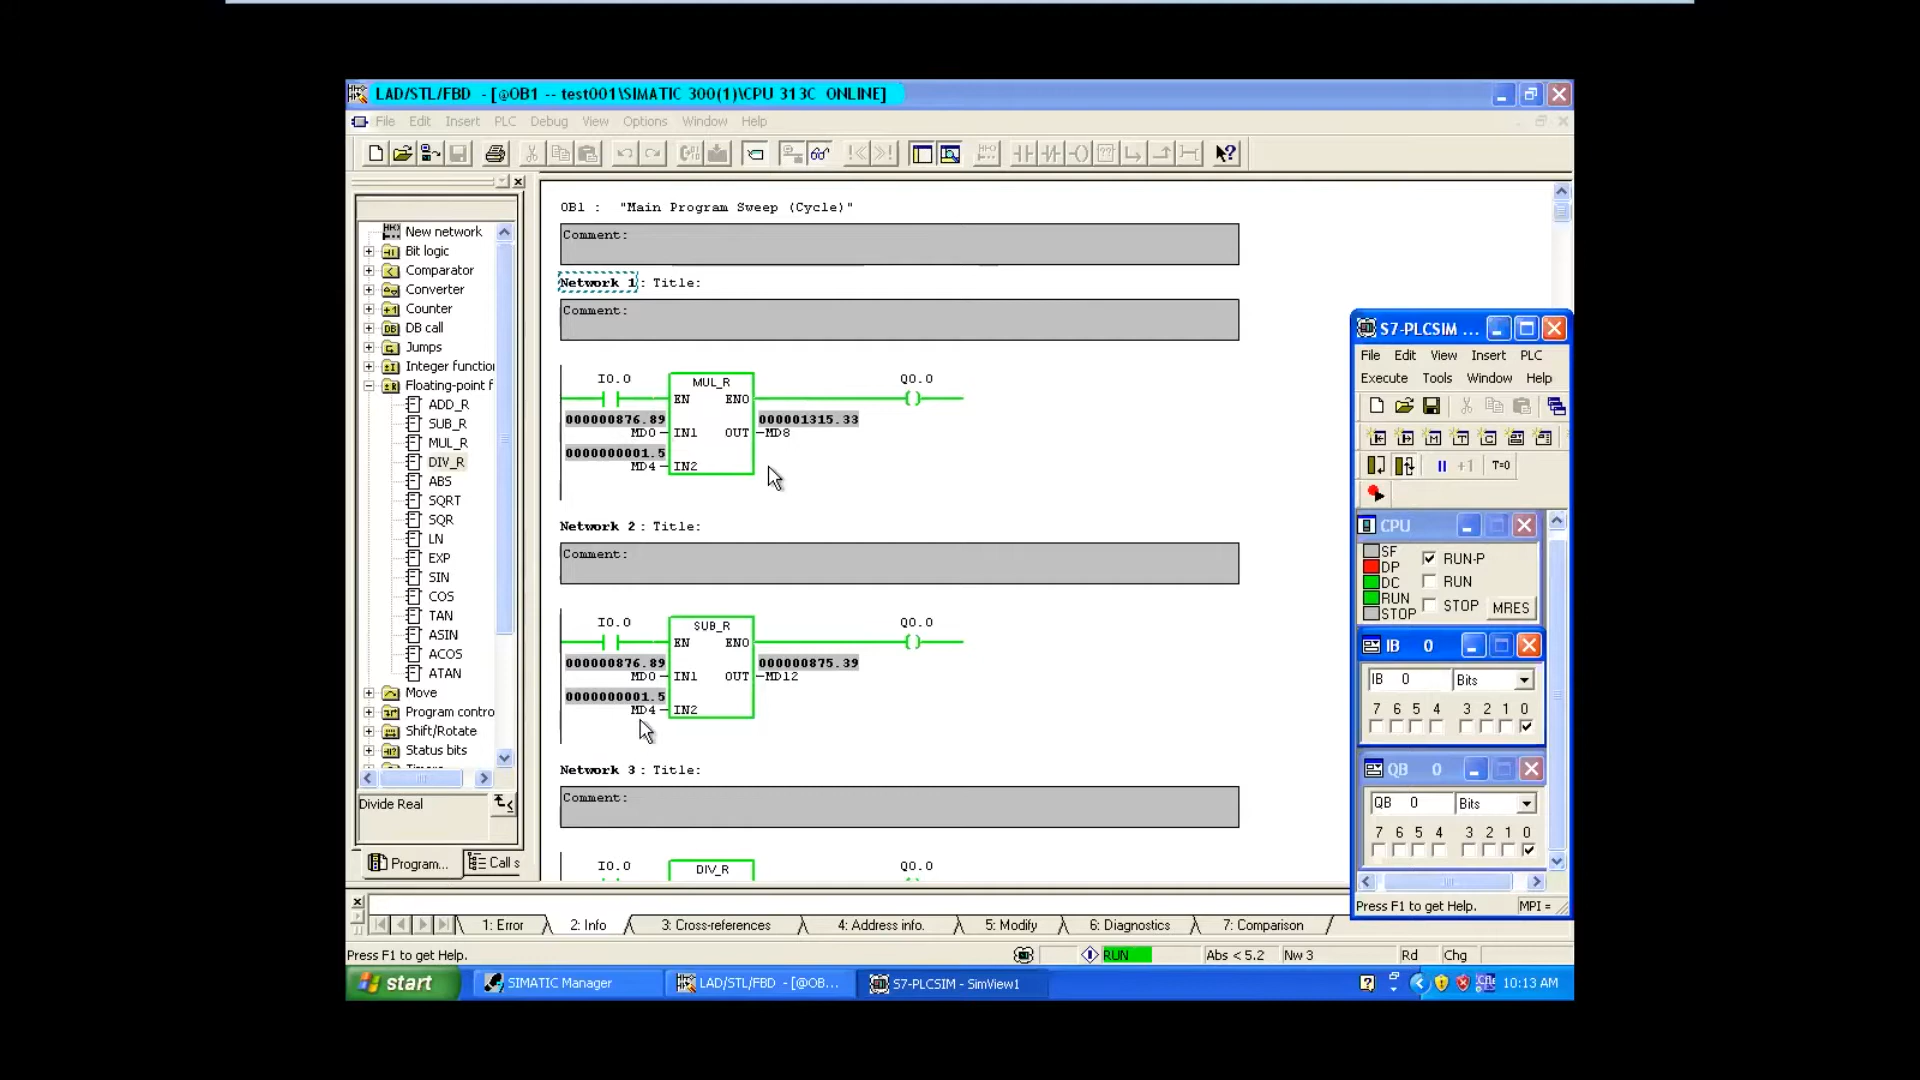 LAD/STL/FBD - [@OB1 -- test001\SIMATIC 300(1)\CPU 313C ONLINE]
File Edit Insert PLC Debug View Options Window Help
New network
Bit logic
Comparator
Converter
Counter
DB call
Jumps
Integer functio
Floating-point f
ADD_R
SUB_R
MUL_R
DIV_R
ABS
SQRT
SQR
LN
EXP
SIN
COS
TAN
ASIN
ACOS
ATAN
Move
Program contro
Shift/Rotate
Status bits
Divide Real
Program... Call s
OB1 : "Main Program Sweep (Cycle)"
Comment:
Network 1 : Title:
Comment:
I0.0 MUL_R Q0.0
EN ENO
000000876.89 000001315.33
MD0 IN1 OUT MD8
0000000001.5
MD4 IN2
Network 2 : Title:
Comment:
I0.0 SUB_R Q0.0
EN ENO
000000876.89 000000875.39
MD0 IN1 OUT MD12
0000000001.5
MD4 IN2
Network 3 : Title:
Comment:
I0.0 DIV_R Q0.0
S7-PLCSIM ...
File Edit View Insert PLC
Execute Tools Window Help
+1 T=0
CPU
SF
DP RUN-P
DC RUN
RUN
STOP STOP MRES
IB 0
IB 0 Bits
7 6 5 4 3 2 1 0
QB 0
QB 0 Bits
7 6 5 4 3 2 1 0
Press F1 to get Help. MPI =
1: Error 2: Info 3: Cross-references 4: Address info. 5: Modify 6: Diagnostics 7: Comparison
Press F1 to get Help. RUN Abs < 5.2 Nw 3 Rd Chg
start SIMATIC Manager LAD/STL/FBD - [@OB... S7-PLCSIM - SimView1 10:13 AM